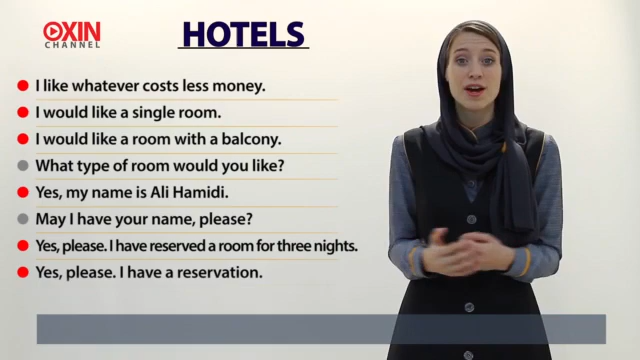 OXIN
CHANNEL
HOTELS
I like whatever costs less money.
I would like a single room.
I would like a room with a balcony.
What type of room would you like?
Yes, my name is Ali Hamidi.
May I have your name, please?
Yes, please. I have reserved a room for three nights.
Yes, please. I have a reservation.